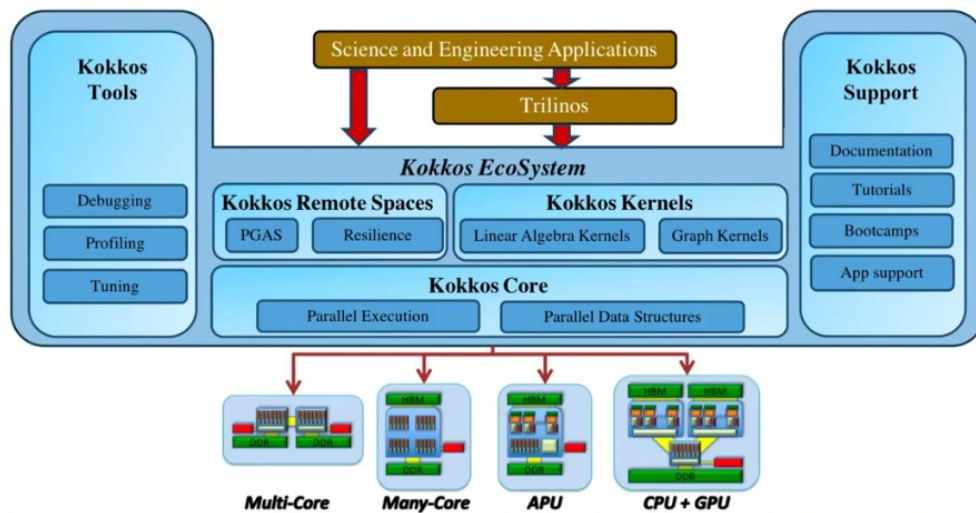 Kokkos
Tools
Debugging
Profiling
Tuning
Science and Engineering Applications
Trilinos
Kokkos EcoSystem
Kokkos Remote Spaces
PGAS
Resilience
Kokkos Kernels
Linear Algebra Kernels
Graph Kernels
Kokkos Core
Parallel Execution
Parallel Data Structures
Kokkos
Support
Documentation
Tutorials
Bootcamps
App support
DDR
DDR
Multi-Core
HBM
DDR
Many-Core
HBM
DDR
APU
HBM
HBM
DDR
CPU + GPU